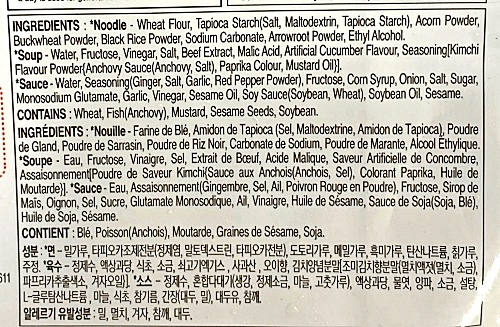 INGREDIENTS : *Noodle - Wheat Flour, Tapioca Starch(Salt, Maltodextrin, Tapioca Starch), Acorn Powder,
Buckwheat Powder, Black Rice Powder, Sodium Carbonate, Arrowroot Powder, Ethyl Alcohol.
*Soup - Water, Fructose, Vinegar, Salt, Beef Extract, Malic Acid, Artificial Cucumber Flavour, Seasoning[Kimchi
Flavour Powder(Anchovy Sauce(Anchovy, Salt), Paprika Colour, Mustard Oil)].
*Sauce - Water, Seasoning(Ginger, Salt, Garlic, Red Pepper Powder), Fructose, Corn Syrup, Onion, Salt, Sugar,
Monosodium Glutamate, Garlic, Vinegar, Sesame Oil, Soy Sauce(Soybean, Wheat), Soybean Oil, Sesame.
CONTAINS : Wheat, Fish(Anchovy), Mustard, Sesame Seeds, Soybean.
INGRÉDIENTS : *Nouille - Farine de Blé, Amidon de Tapioca (Sel, Maltodextrine, Amidon de Tapioca), Poudre
de Gland, Poudre de Sarrasin, Poudre de Riz Noir, Carbonate de Sodium, Poudre de Marante, Alcool Ethylique.
*Soupe - Eau, Fructose, Vinaigre, Sel, Extrait de Bœuf, Acide Malique, Saveur Artificielle de Concombre,
Assaisonnement[Poudre de Saveur Kimchi(Sauce aux Anchois(Anchois, Sel), Colorant Paprika, Huile de
Moutarde)]. *Sauce - Eau, Assaisonnement(Gingembre, Sel, Ail, Poivron Rouge en Poudre), Fructose, Sirop de
Maïs, Oignon, Sel, Sucre, Glutamate Monosodique, Ail, Vinaigre, Huile de Sésame, Sauce de Soja(Soja, Blé),
Huile de Soja, Sésame.
CONTIENT : Blé, Poisson(Anchois), Moutarde, Graines de Sésame, Soja.
성분 : *면 - 밀가루, 타피오카조제전분(정제염, 말토덱스트린, 타피오카전분), 도토리가루, 메밀가루, 흑미가루, 탄산나트륨, 칡가루,
주정. *육수 - 정제수, 액상과당, 식초, 소금, 쇠고기엑기스, 사과산, 오이향, 김치양념분말[조미김치향분말(멸치액젓(멸치, 소금),
파프리카추출색소, 겨자오일)]. *소스 - 정제수, 혼합다대기(생강, 정제소금, 마늘, 고춧가루), 액상과당, 물엿, 양파, 소금, 설탕,
L-글루탐산나트륨, 마늘, 식초, 참기름, 간장(대두, 밀), 대두유, 참깨.
알레르기 유발성분 : 밀, 멸치, 겨자, 참깨, 대두.
611